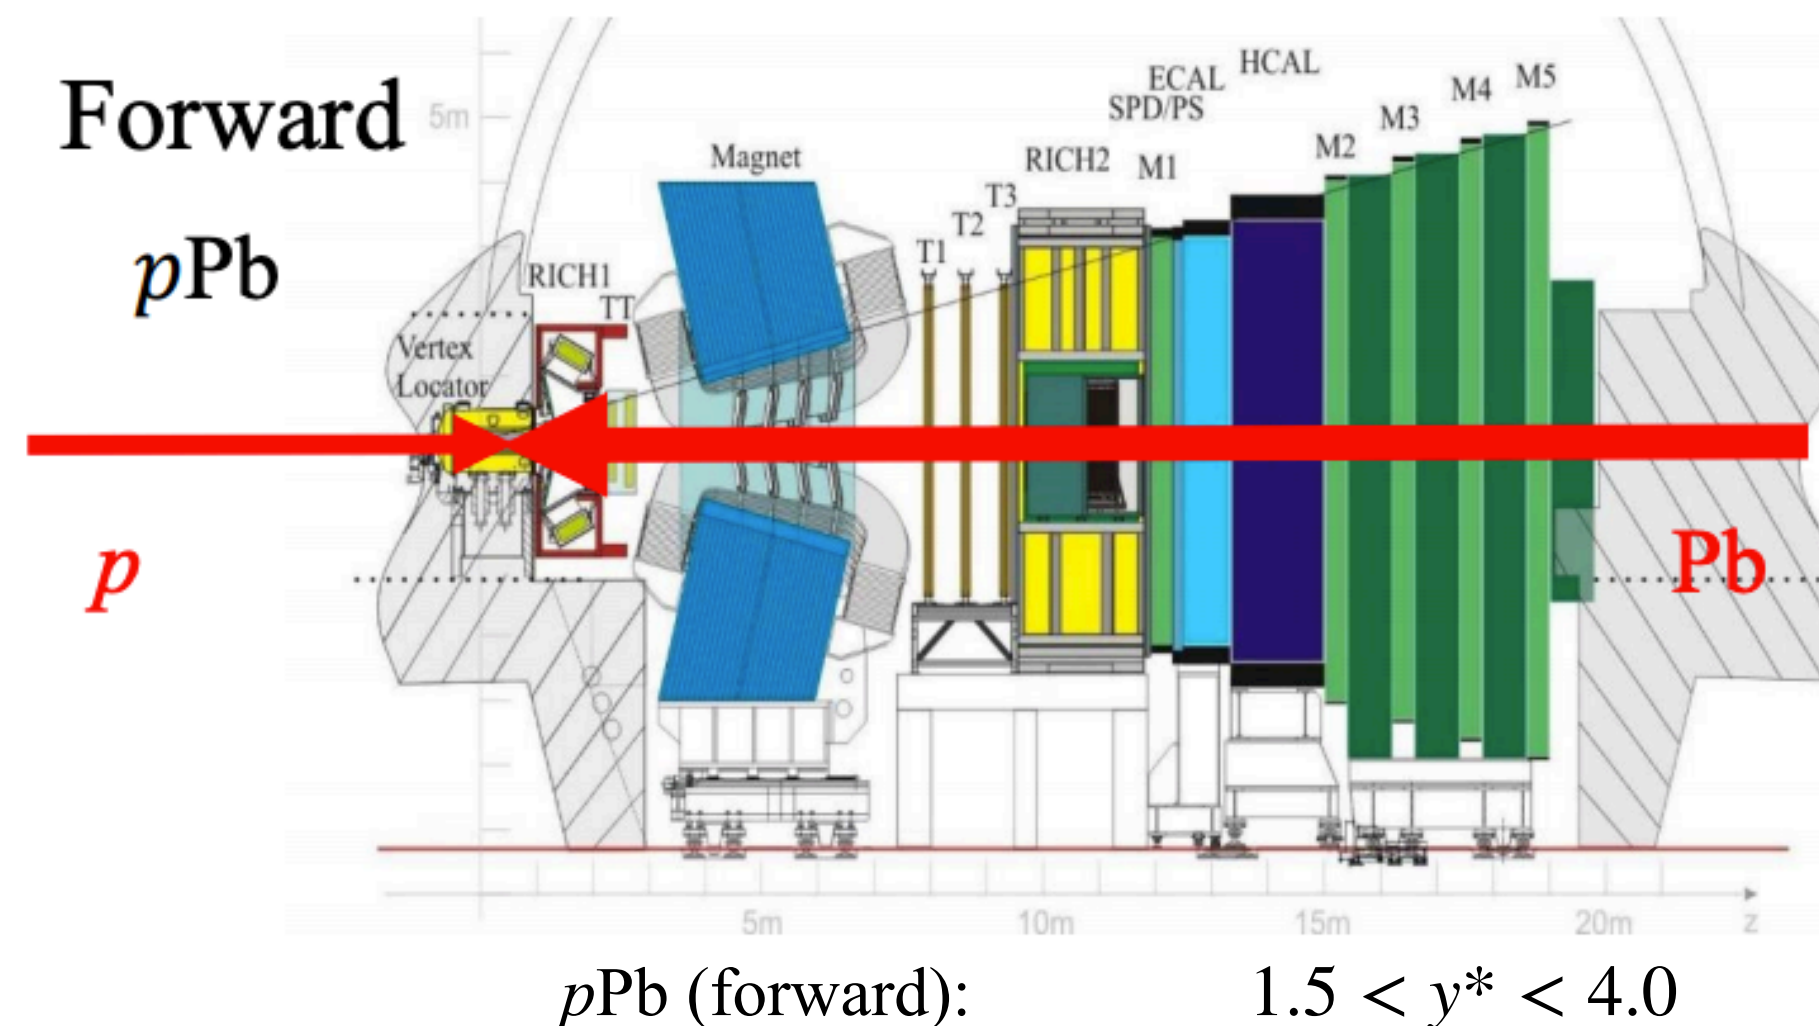 Forward
pPb
5m
Magnet
RICH1
TT
Vertex
Locator
T1
T2
T3
RICH2
M1
SPD/PS
ECAL
HCAL
M2
M3
M4
M5
p
Pb
5m
10m
15m
20m
z
pPb (forward): 1.5 < y* < 4.0